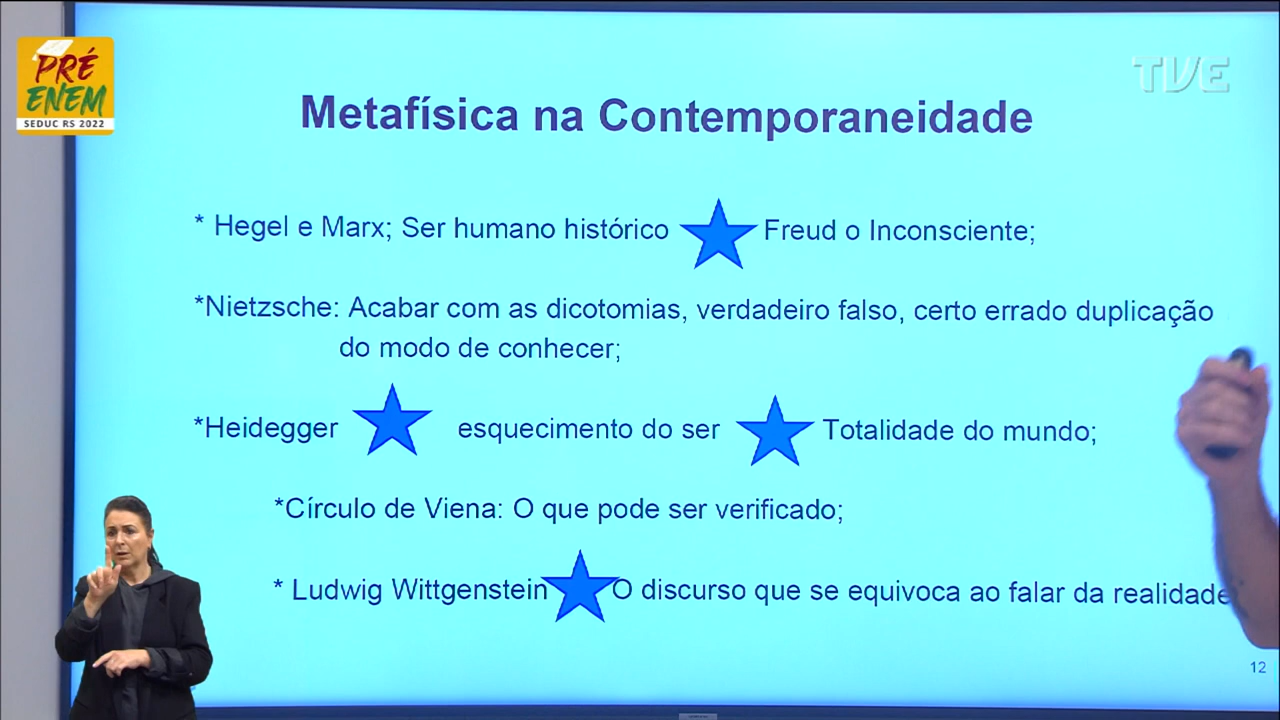 PRÉ
ENEM
SEDUC RS 2022
TVE
Metafísica na Contemporaneidade
* Hegel e Marx; Ser humano histórico Freud o Inconsciente;
*Nietzsche: Acabar com as dicotomias, verdadeiro falso, certo errado duplicação
do modo de conhecer;
*Heidegger esquecimento do ser Totalidade do mundo;
*Círculo de Viena: O que pode ser verificado;
* Ludwig Wittgenstein O discurso que se equivoca ao falar da realidade
12